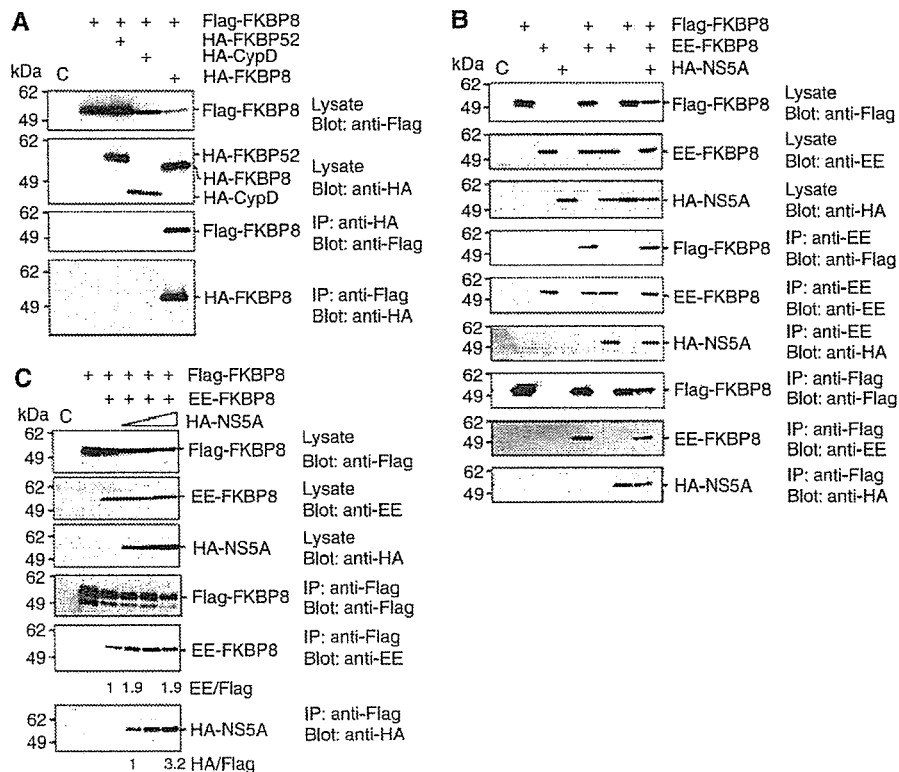 A
+ + + + Flag-FKBP8
+ HA-FKBP52
+ HA-CypD
+ HA-FKBP8
kDa C
62
49
Flag-FKBP8
Lysate
Blot: anti-Flag
62
49
HA-FKBP52
HA-FKBP8
HA-CypD
Lysate
Blot: anti-HA
62
49
Flag-FKBP8
IP: anti-HA
Blot: anti-Flag
62
49
HA-FKBP8
IP: anti-Flag
Blot: anti-HA
B
+ + + + Flag-FKBP8
+ + + + EE-FKBP8
+ + HA-NS5A
kDa C
62
49
Flag-FKBP8
Lysate
Blot: anti-Flag
62
49
EE-FKBP8
Lysate
Blot: anti-EE
62
49
HA-NS5A
Lysate
Blot: anti-HA
62
49
Flag-FKBP8
IP: anti-EE
Blot: anti-Flag
62
49
EE-FKBP8
IP: anti-EE
Blot: anti-EE
62
49
HA-NS5A
IP: anti-EE
Blot: anti-HA
62
49
Flag-FKBP8
IP: anti-Flag
Blot: anti-Flag
62
49
EE-FKBP8
IP: anti-Flag
Blot: anti-EE
62
49
HA-NS5A
IP: anti-Flag
Blot: anti-HA
C
+ + + + + Flag-FKBP8
+ + + + EE-FKBP8
HA-NS5A
kDa C
62
49
Flag-FKBP8
Lysate
Blot: anti-Flag
62
49
EE-FKBP8
Lysate
Blot: anti-EE
62
49
HA-NS5A
Lysate
Blot: anti-HA
62
49
Flag-FKBP8
IP: anti-Flag
Blot: anti-Flag
62
49
EE-FKBP8
IP: anti-Flag
Blot: anti-EE
1 1.9 1.9 EE/Flag
62
49
HA-NS5A
IP: anti-Flag
Blot: anti-HA
1 3.2 HA/Flag